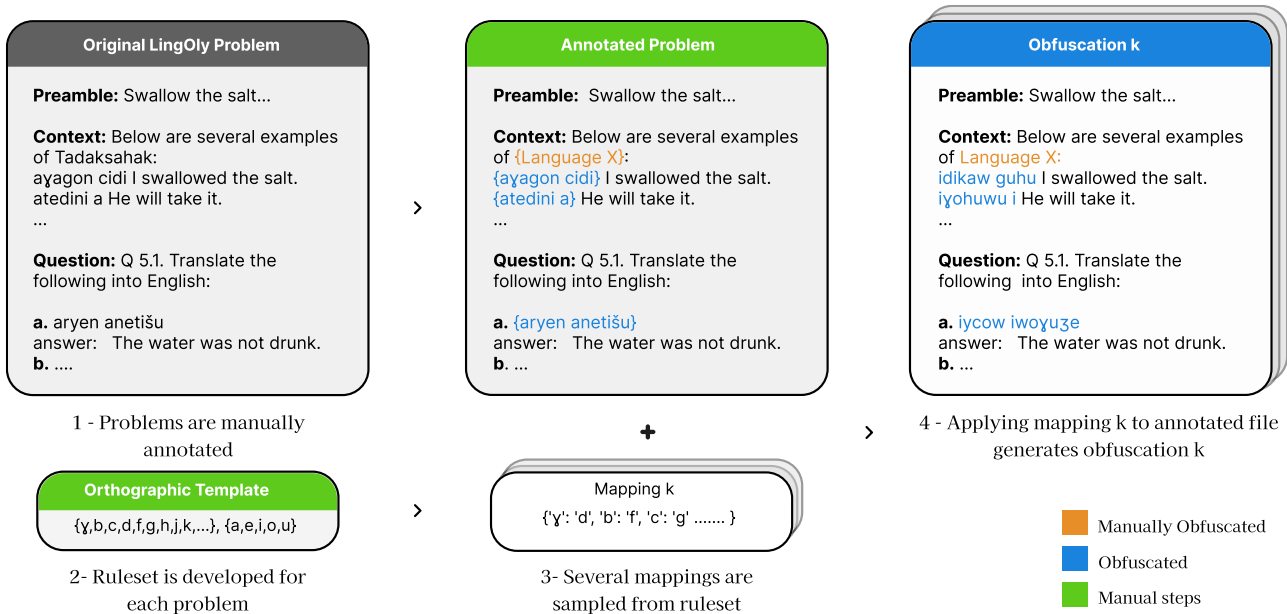 Original LingOly Problem
Preamble: Swallow the salt...
Context: Below are several examples
of Tadaksahak:
aɣagon cidi I swallowed the salt.
atedini a He will take it.
...
Question: Q 5.1. Translate the
following into English:
a. aryen anetišu
answer: The water was not drunk.
b. ....
1 - Problems are manually
annotated
Annotated Problem
Preamble: Swallow the salt...
Context: Below are several examples
of {Language X}:
{aɣagon cidi} I swallowed the salt.
{atedini a} He will take it.
...
Question: Q 5.1. Translate the
following into English:
a. {aryen anetišu}
answer: The water was not drunk.
b. ...
Obfuscation k
Preamble: Swallow the salt...
Context: Below are several examples
of Language X:
idikaw guhu I swallowed the salt.
iɣohuwu i He will take it.
...
Question: Q 5.1. Translate the
following into English:
a. iycow iwoɣuʒe
answer: The water was not drunk.
b. ...
4 - Applying mapping k to annotated file
generates obfuscation k
Orthographic Template
{ɣ,b,c,d,f,g,h,j,k,...}, {a,e,i,o,u}
2- Ruleset is developed for
each problem
Mapping k
{'ɣ': 'd', 'b': 'f', 'c': 'g' ....... }
3- Several mappings are
sampled from ruleset
Manually Obfuscated
Obfuscated
Manual steps